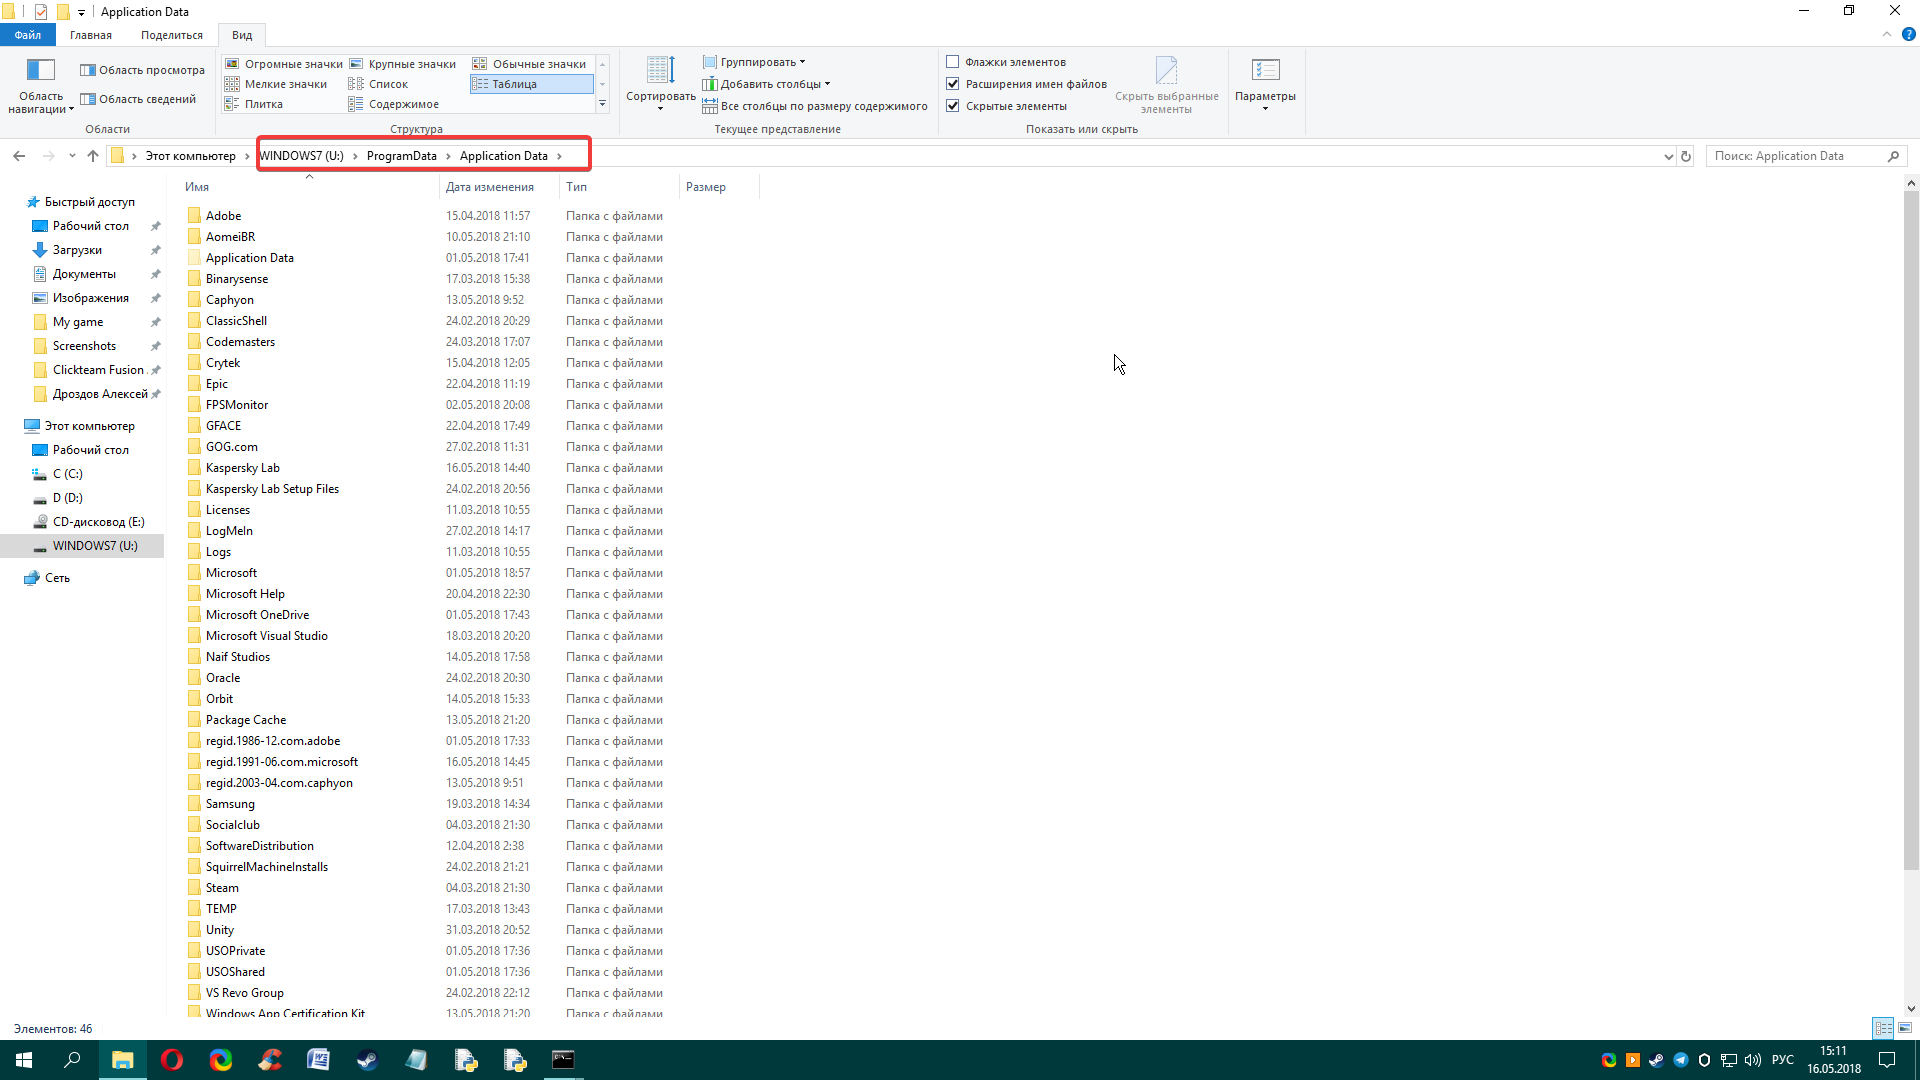 Application Data
Файл Главная Поделиться Вид
Область навигации
Область просмотра
Область сведений
Области
Огромные значки Крупные значки Обычные значки
Мелкие значки Список Таблица
Плитка Содержимое
Структура
Сортировать
Группировать
Добавить столбцы
Все столбцы по размеру содержимого
Текущее представление
Флажки элементов
Расширения имен файлов
Скрытые элементы
Скрыть выбранные элементы
Показать или скрыть
Параметры
Этот компьютер WINDOWS7 (U:) ProgramData Application Data
Поиск: Application Data
Быстрый доступ
Рабочий стол
Загрузки
Документы
Изображения
My game
Screenshots
Clickteam Fusion
Дроздов Алексей
Этот компьютер
Рабочий стол
C (C:)
D (D:)
CD-дисковод (E:)
WINDOWS7 (U:)
Сеть
Имя Дата изменения Тип Размер
Adobe 15.04.2018 11:57 Папка с файлами
AomeiBR 10.05.2018 21:10 Папка с файлами
Application Data 01.05.2018 17:41 Папка с файлами
Binarysense 17.03.2018 15:38 Папка с файлами
Caphyon 13.05.2018 9:52 Папка с файлами
ClassicShell 24.02.2018 20:29 Папка с файлами
Codemasters 24.03.2018 17:07 Папка с файлами
Crytek 15.04.2018 12:05 Папка с файлами
Epic 22.04.2018 11:19 Папка с файлами
FPSMonitor 02.05.2018 20:08 Папка с файлами
GFACE 22.04.2018 17:49 Папка с файлами
GOG.com 27.02.2018 11:31 Папка с файлами
Kaspersky Lab 16.05.2018 14:40 Папка с файлами
Kaspersky Lab Setup Files 24.02.2018 20:56 Папка с файлами
Licenses 11.03.2018 10:55 Папка с файлами
LogMeIn 27.02.2018 14:17 Папка с файлами
Logs 11.03.2018 10:55 Папка с файлами
Microsoft 01.05.2018 18:57 Папка с файлами
Microsoft Help 20.04.2018 22:30 Папка с файлами
Microsoft OneDrive 01.05.2018 17:43 Папка с файлами
Microsoft Visual Studio 18.03.2018 20:20 Папка с файлами
Naif Studios 14.05.2018 17:58 Папка с файлами
Oracle 24.02.2018 20:30 Папка с файлами
Orbit 14.05.2018 15:33 Папка с файлами
Package Cache 13.05.2018 21:20 Папка с файлами
regid.1986-12.com.adobe 01.05.2018 17:33 Папка с файлами
regid.1991-06.com.microsoft 16.05.2018 14:45 Папка с файлами
regid.2003-04.com.caphyon 13.05.2018 9:51 Папка с файлами
Samsung 19.03.2018 14:34 Папка с файлами
Socialclub 04.03.2018 21:30 Папка с файлами
SoftwareDistribution 12.04.2018 2:38 Папка с файлами
SquirrelMachineInstalls 24.02.2018 21:21 Папка с файлами
Steam 04.03.2018 21:30 Папка с файлами
TEMP 17.03.2018 13:43 Папка с файлами
Unity 31.03.2018 20:52 Папка с файлами
USOPrivate 01.05.2018 17:36 Папка с файлами
USOShared 01.05.2018 17:36 Папка с файлами
VS Revo Group 24.02.2018 22:12 Папка с файлами
Windows App Certification Kit 13.05.2018 21:20 Папка с файлами
Элементов: 46
РУС
15:11
16.05.2018